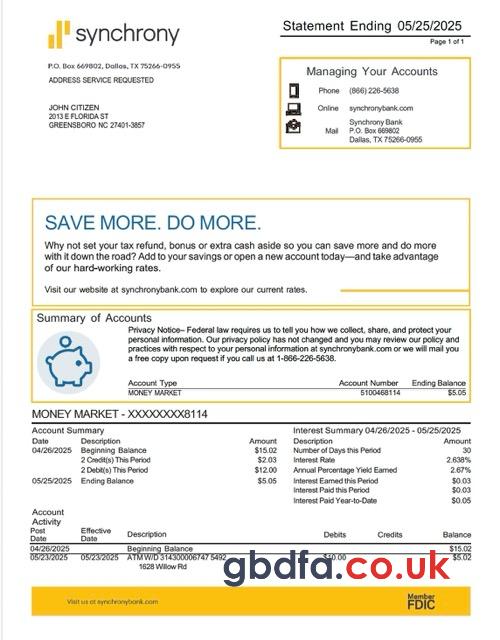 synchrony
Statement Ending 05/25/2025
Page 1 of 1
P.O. Box 669802, Dallas, TX 75266-0955
ADDRESS SERVICE REQUESTED
JOHN CITIZEN
2013 E FLORIDA ST
GREENSBORO NC 27401-3857
Managing Your Accounts
Phone (866) 226-5638
Online synchronybank.com
Mail Synchrony Bank
P.O. Box 669802
Dallas, TX 75266-0955
SAVE MORE. DO MORE.
Why not set your tax refund, bonus or extra cash aside so you can save more and do more
with it down the road? Add to your savings or open a new account today—and take advantage
of our hard-working rates.
Visit our website at synchronybank.com to explore our current rates.
Summary of Accounts
Privacy Notice– Federal law requires us to tell you how we collect, share, and protect your
personal information. Our privacy policy has not changed and you may review our policy and
practices with respect to your personal information at synchronybank.com or we will mail you
a free copy upon request if you call us at 1-866-226-5638.
Account Type Account Number Ending Balance
MONEY MARKET 5100468114 $5.05
MONEY MARKET - XXXXXXXX8114
Account Summary
Date Description Amount
04/26/2025 Beginning Balance $15.02
2 Credit(s) This Period $2.03
2 Debit(s) This Period $12.00
05/25/2025 Ending Balance $5.05
Interest Summary 04/26/2025 - 05/25/2025
Description Amount
Number of Days this Period 30
Interest Rate 2.638%
Annual Percentage Yield Earned 2.67%
Interest Earned this Period $0.03
Interest Paid this Period $0.03
Interest Paid Year-to-Date $0.05
Account
Activity
Post Date Effective Date Description Debits Credits Balance
04/26/2025 Beginning Balance $15.02
05/23/2025 05/23/2025 ATM W/D 314300006747 5492 $10.00 $5.02
1628 Willow Rd
gbdfa.co.uk
Visit us at synchronybank.com
Member
FDIC